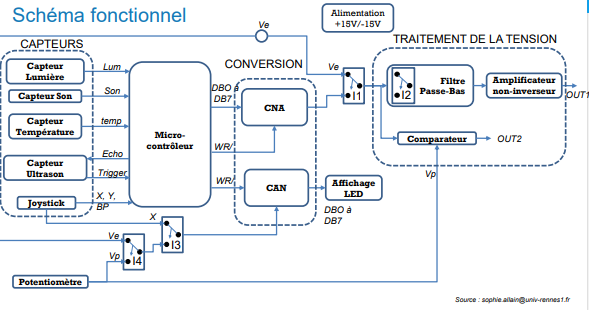 Schéma fonctionnel
Ve
Alimentation
+15V/-15V
CAPTEURS
CONVERSION
TRAITEMENT DE LA TENSION
Capteur
Lumière
Lum
Capteur Son
Son
Capteur
Température
temp
Capteur
Ultrason
Echo
Trigger
Joystick
X, Y,
BP
Micro-
contrôleur
DBO à
DB7
WR/
WR/
CNA
CAN
Ve
I1
I2
Filtre
Passe-Bas
Amplificateur
non-inverseur
OUT1
Comparateur
OUT2
Vp
Affichage
LED
DBO à
DB7
X
I3
Ve
Vp
I4
Potentiomètre
Source : sophie.allain@univ-rennes1.fr